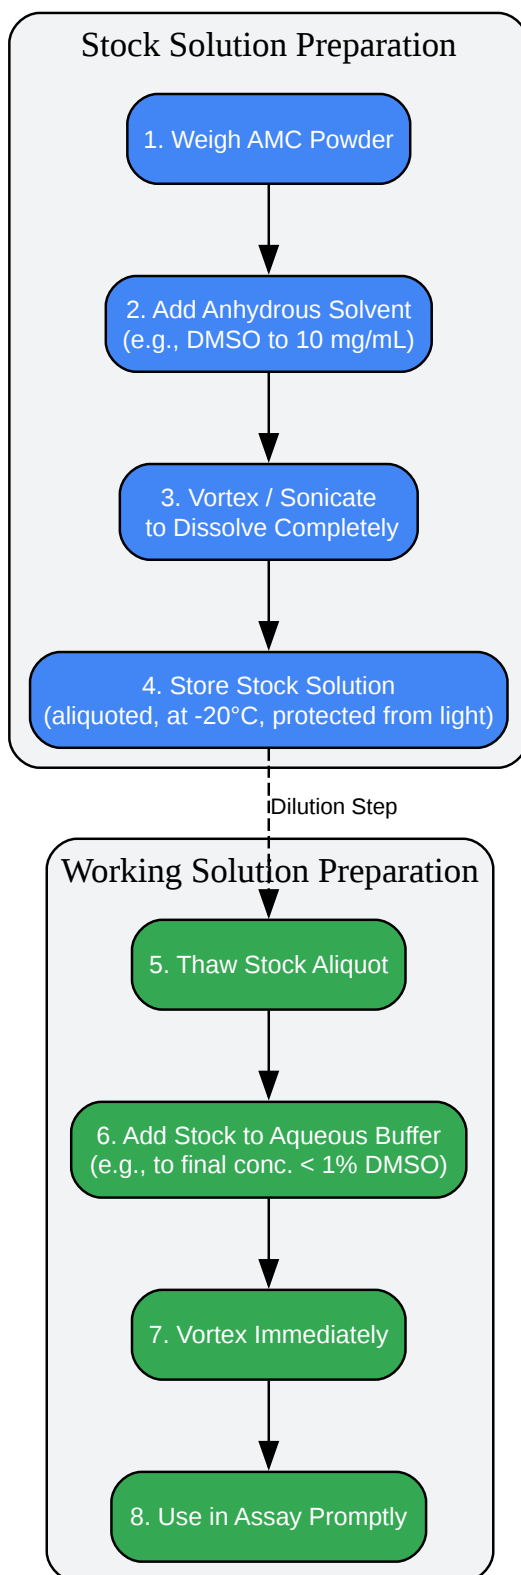 Stock Solution Preparation
1. Weigh AMC Powder
2. Add Anhydrous Solvent
(e.g., DMSO to 10 mg/mL)
3. Vortex / Sonicate
to Dissolve Completely
4. Store Stock Solution
(aliquoted, at -20°C, protected from light)
Dilution Step
Working Solution Preparation
5. Thaw Stock Aliquot
6. Add Stock to Aqueous Buffer
(e.g., to final conc. < 1% DMSO)
7. Vortex Immediately
8. Use in Assay Promptly